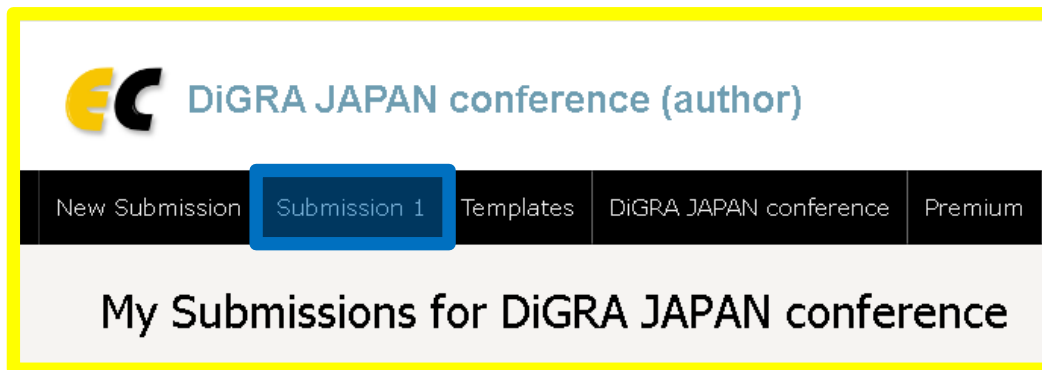 EC DiGRA JAPAN conference (author)
New Submission Submission 1 Templates DiGRA JAPAN conference Premium
My Submissions for DiGRA JAPAN conference